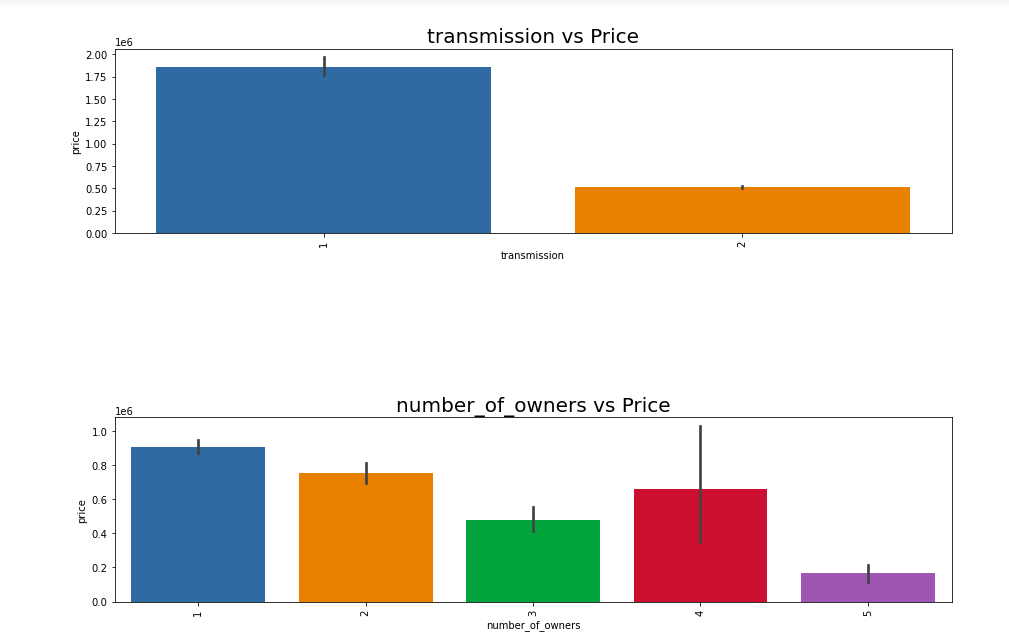 transmission vs Price
1e6
2.00
1.75
1.50
1.25
1.00
0.75
0.50
0.25
0.00
price
1
2
transmission
number_of_owners vs Price
1e6
1.0
0.8
0.6
0.4
0.2
0.0
price
1
2
3
4
5
number_of_owners